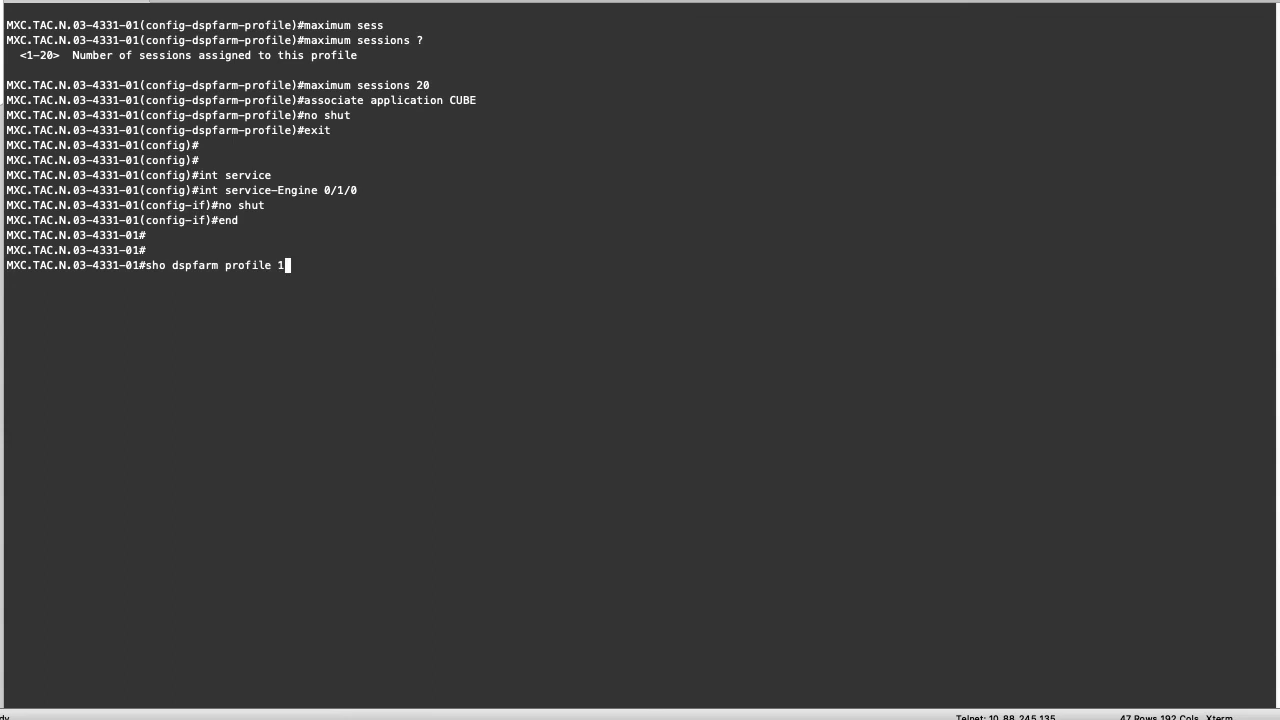 MXC.TAC.N.03-4331-01(config-dspfarm-profile)#maximum sess
MXC.TAC.N.03-4331-01(config-dspfarm-profile)#maximum sessions ?
<1-20>  Number of sessions assigned to this profile
MXC.TAC.N.03-4331-01(config-dspfarm-profile)#maximum sessions 20
MXC.TAC.N.03-4331-01(config-dspfarm-profile)#associate application CUBE
MXC.TAC.N.03-4331-01(config-dspfarm-profile)#no shut
MXC.TAC.N.03-4331-01(config-dspfarm-profile)#exit
MXC.TAC.N.03-4331-01(config)#
MXC.TAC.N.03-4331-01(config)#
MXC.TAC.N.03-4331-01(config)#int service
MXC.TAC.N.03-4331-01(config)#int service-Engine 0/1/0
MXC.TAC.N.03-4331-01(config-if)#no shut
MXC.TAC.N.03-4331-01(config-if)#end
MXC.TAC.N.03-4331-01#
MXC.TAC.N.03-4331-01#
MXC.TAC.N.03-4331-01#sho dspfarm profile 1
Telnet: 10.88.245.135 47 Rows 192 Cols Xterm